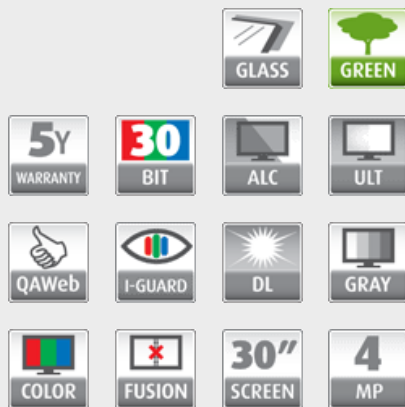 GLASS
GREEN
5Y
WARRANTY
30
BIT
ALC
ULT
QAWeb
I-GUARD
DL
GRAY
COLOR
FUSION
30"
SCREEN
4
MP